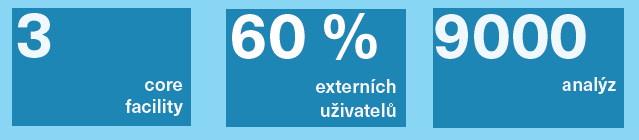 3
core
facility
60 %
externích
uživatelů
9000
analýz